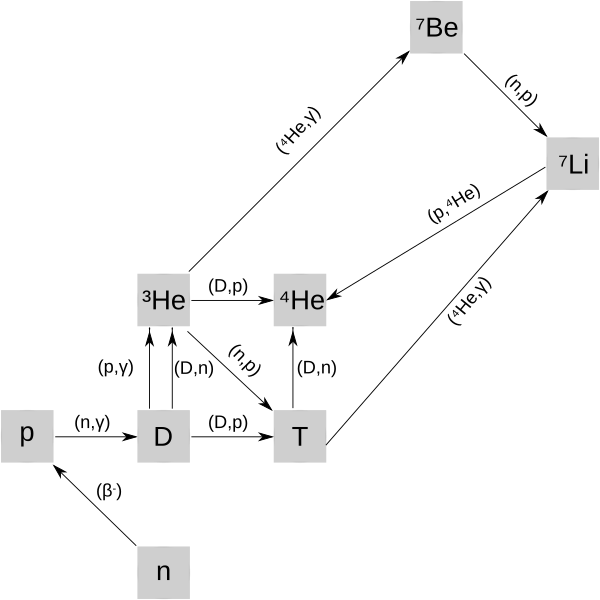 ⁷Be
(n,p)
(⁴He,γ)
⁷Li
(p,⁴He)
(⁴He,γ)
³He
(D,p)
⁴He
(n,p)
(p,γ)
(D,n)
(D,n)
p
(n,γ)
D
(D,p)
T
(β⁻)
n